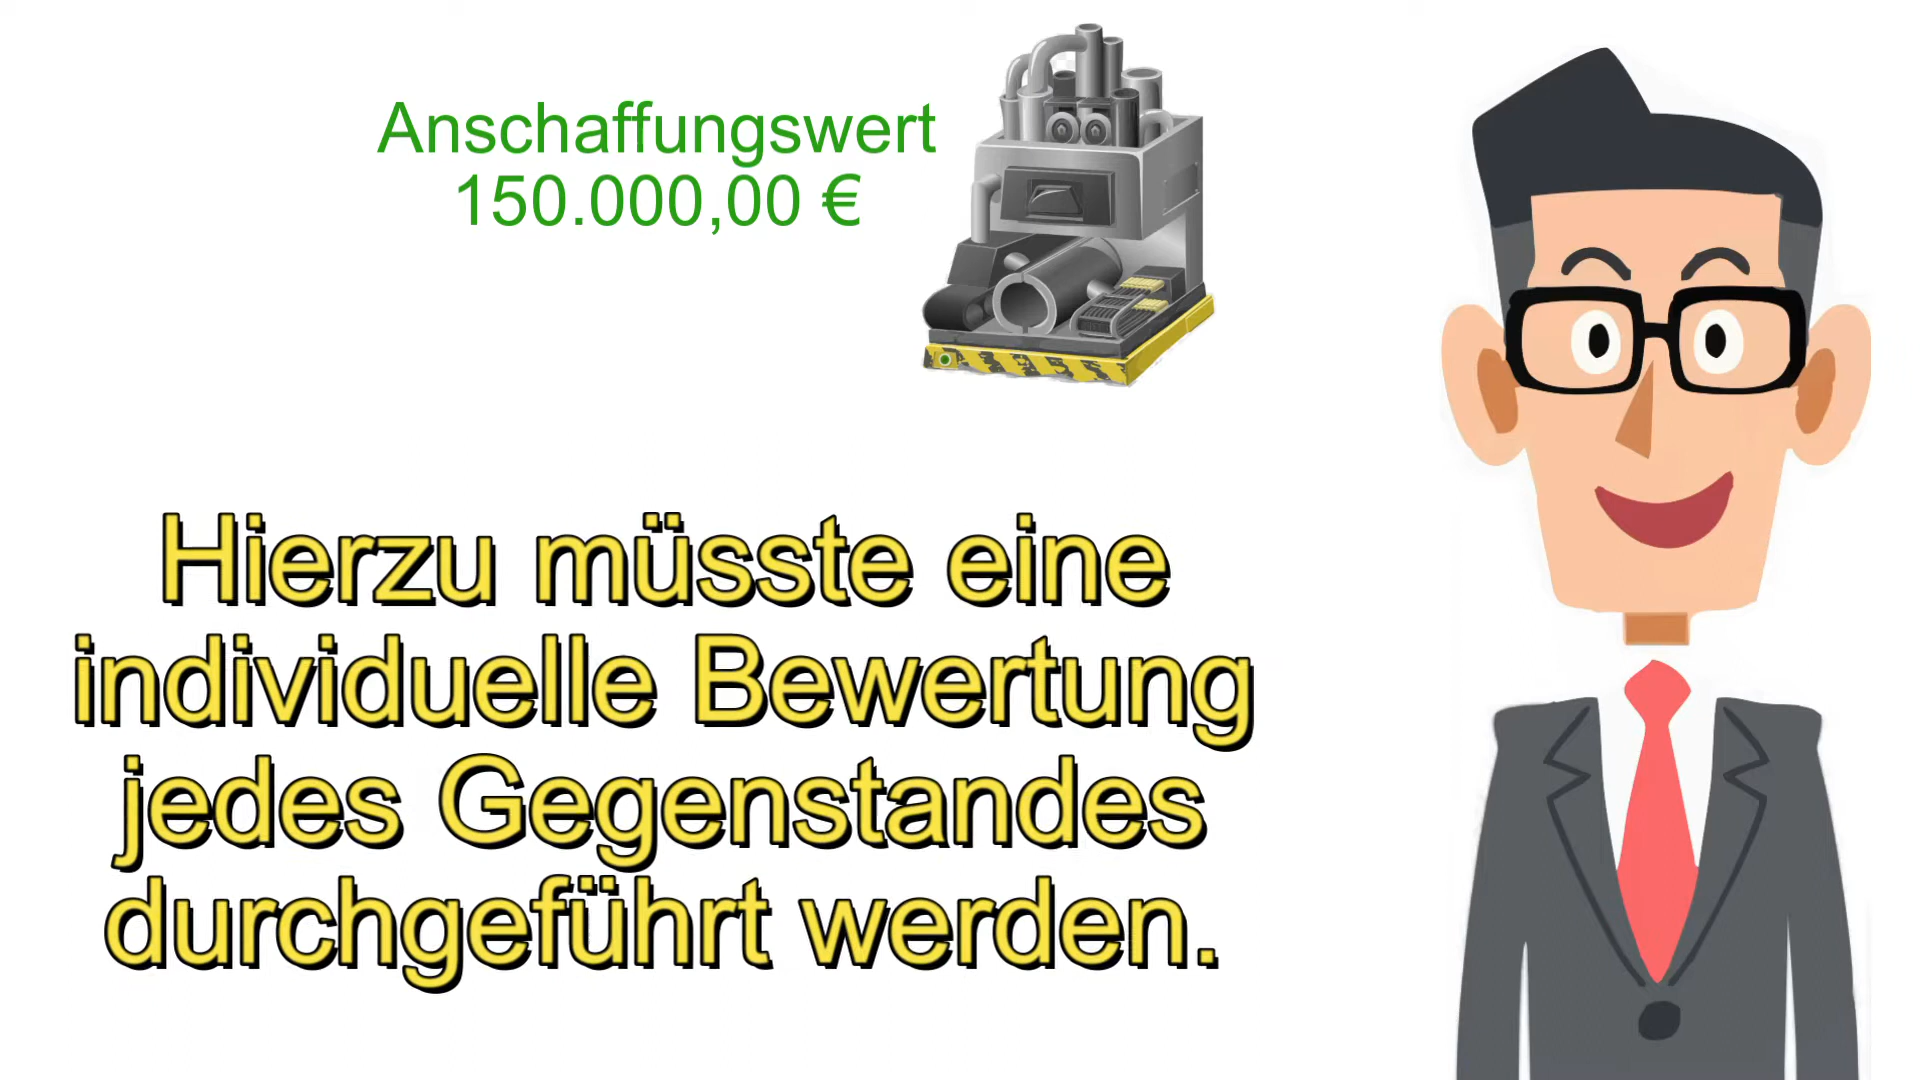 Anschaffungswert
150.000,00 €
Hierzu müsste eine
individuelle Bewertung
jedes Gegenstandes
durchgeführt werden.